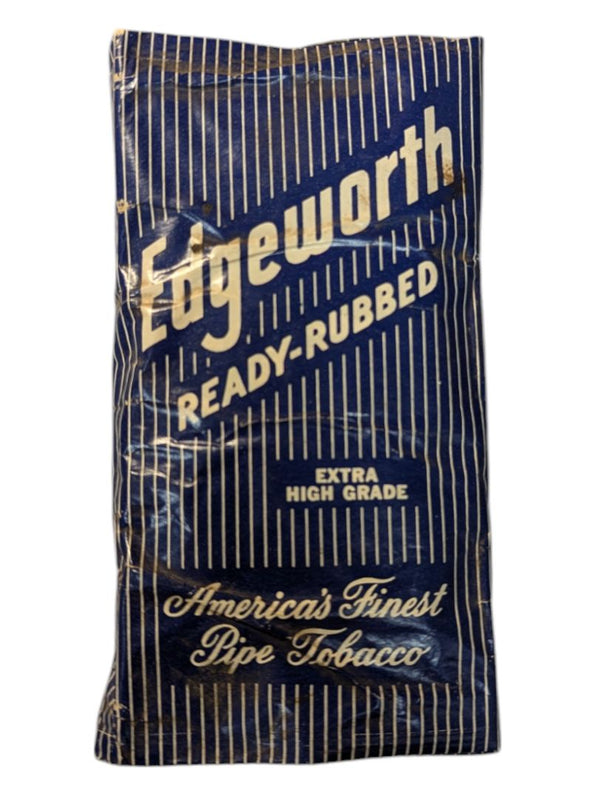 Edgeworth
READY-RUBBED
EXTRA
HIGH GRADE
America's Finest
Pipe Tobacco